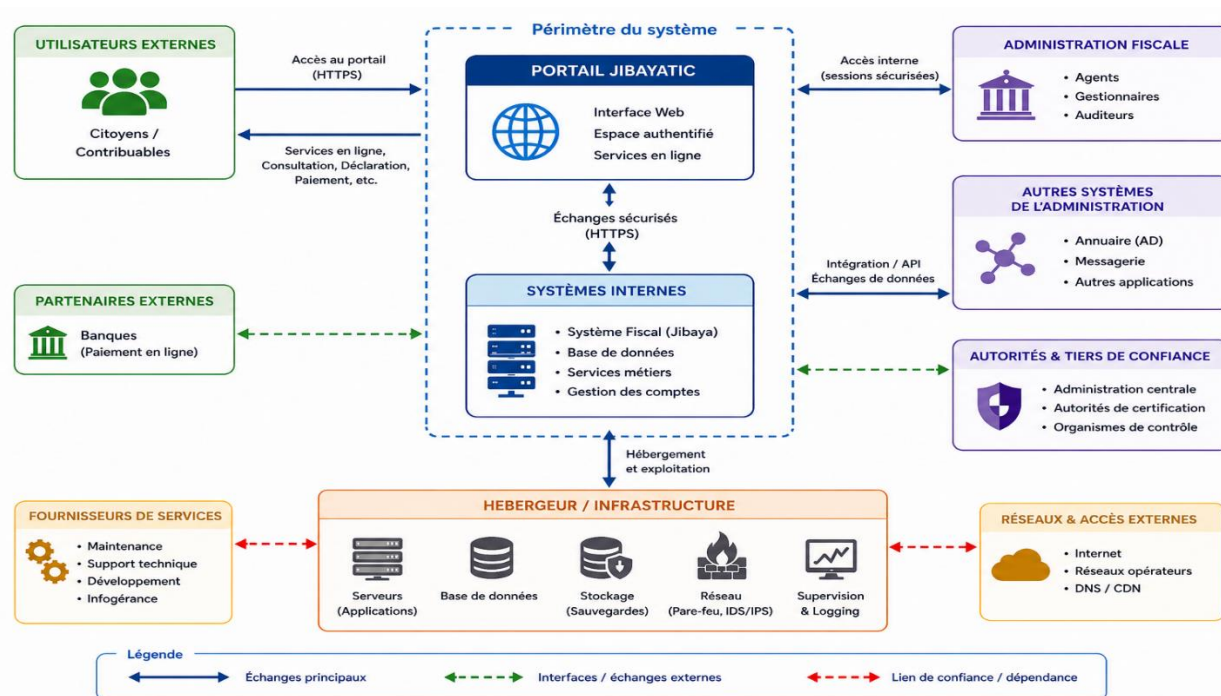 UTILISATEURS EXTERNES
Citoyens /
Contribuables
Accès au portail
(HTTPS)
Services en ligne,
Consultation, Déclaration,
Paiement, etc.
Périmètre du système
PORTAIL JIBAYATIC
Interface Web
Espace authentifié
Services en ligne
Échanges sécurisés
(HTTPS)
SYSTÈMES INTERNES
• Système Fiscal (Jibaya)
• Base de données
• Services métiers
• Gestion des comptes
Accès interne
(sessions sécurisées)
ADMINISTRATION FISCALE
• Agents
• Gestionnaires
• Auditeurs
Intégration / API
Échanges de données
AUTRES SYSTÈMES
DE L'ADMINISTRATION
• Annuaire (AD)
• Messagerie
• Autres applications
PARTENAIRES EXTERNES
Banques
(Paiement en ligne)
AUTORITÉS & TIERS DE CONFIANCE
• Administration centrale
• Autorités de certification
• Organismes de contrôle
Hébergement
et exploitation
FOURNISSEURS DE SERVICES
• Maintenance
• Support technique
• Développement
• Infogérance
HEBERGEUR / INFRASTRUCTURE
Serveurs
(Applications)
Base de données
Stockage
(Sauvegardes)
Réseau
(Pare-feu, IDS/IPS)
Supervision
& Logging
RÉSEAUX & ACCÈS EXTERNES
• Internet
• Réseaux opérateurs
• DNS / CDN
Légende
Échanges principaux
Interfaces / échanges externes
Lien de confiance / dépendance